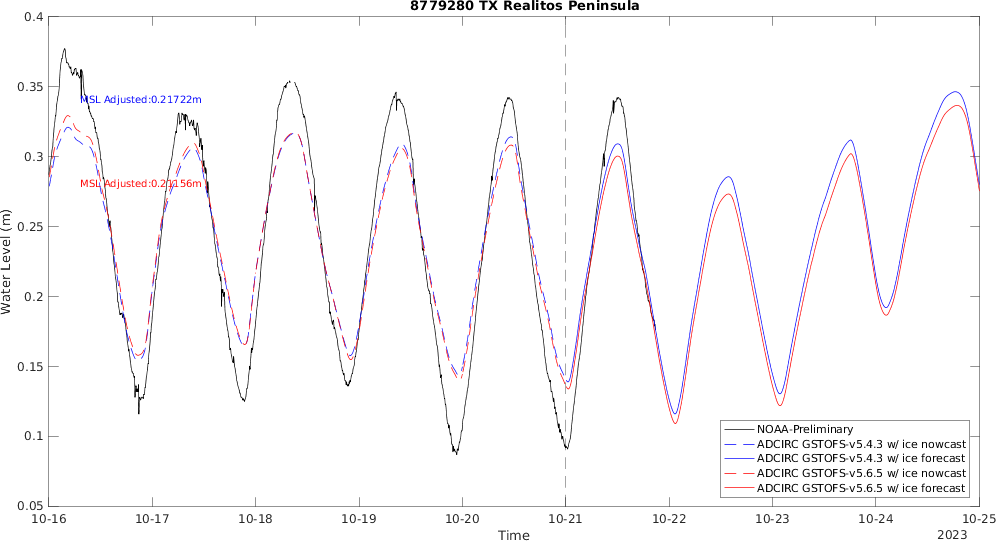 8779280 TX Realitos Peninsula
0.4
0.35
0.3
0.25
0.2
0.15
0.1
0.05
Water Level (m)
MSL Adjusted:0.21722m
MSL Adjusted:0.21156m
NOAA-Preliminary
ADCIRC GSTOFS-v5.4.3 w/ ice nowcast
ADCIRC GSTOFS-v5.4.3 w/ ice forecast
ADCIRC GSTOFS-v5.6.5 w/ ice nowcast
ADCIRC GSTOFS-v5.6.5 w/ ice forecast
10-16 10-17 10-18 10-19 10-20 10-21 10-22 10-23 10-24 10-25
Time
2023